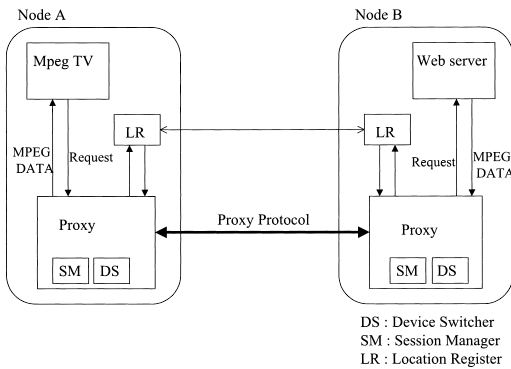 Node A
Node B
Mpeg TV
Web server
LR
LR
MPEG
DATA
Request
Request
MPEG
DATA
Proxy
Proxy Protocol
Proxy
SM
DS
SM
DS
DS : Device Switcher
SM : Session Manager
LR : Location Register